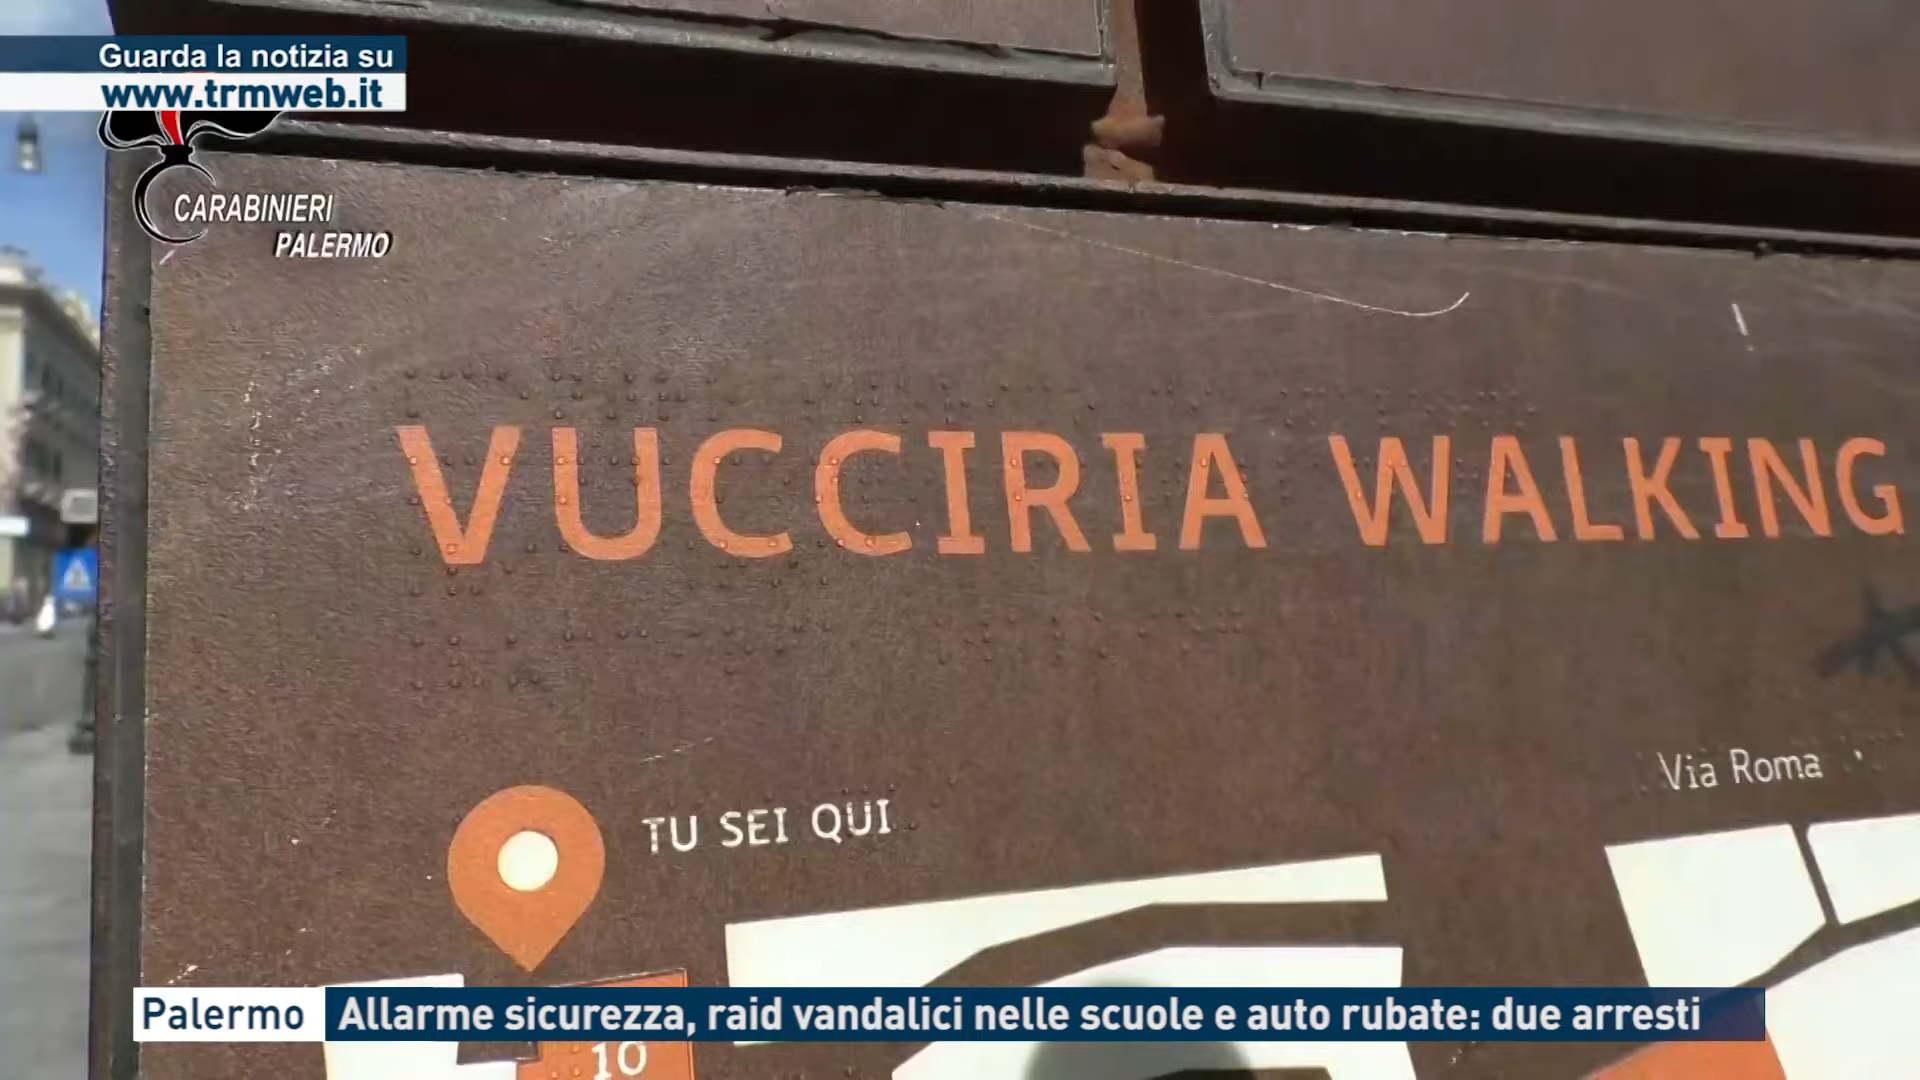 Guarda la notizia su
www.trmweb.it
CARABINIERI
PALERMO
VUCCIRIA WALKING
Via Roma
TU SEI QUI
Palermo Allarme sicurezza, raid vandalici nelle scuole e auto rubate: due arresti
10